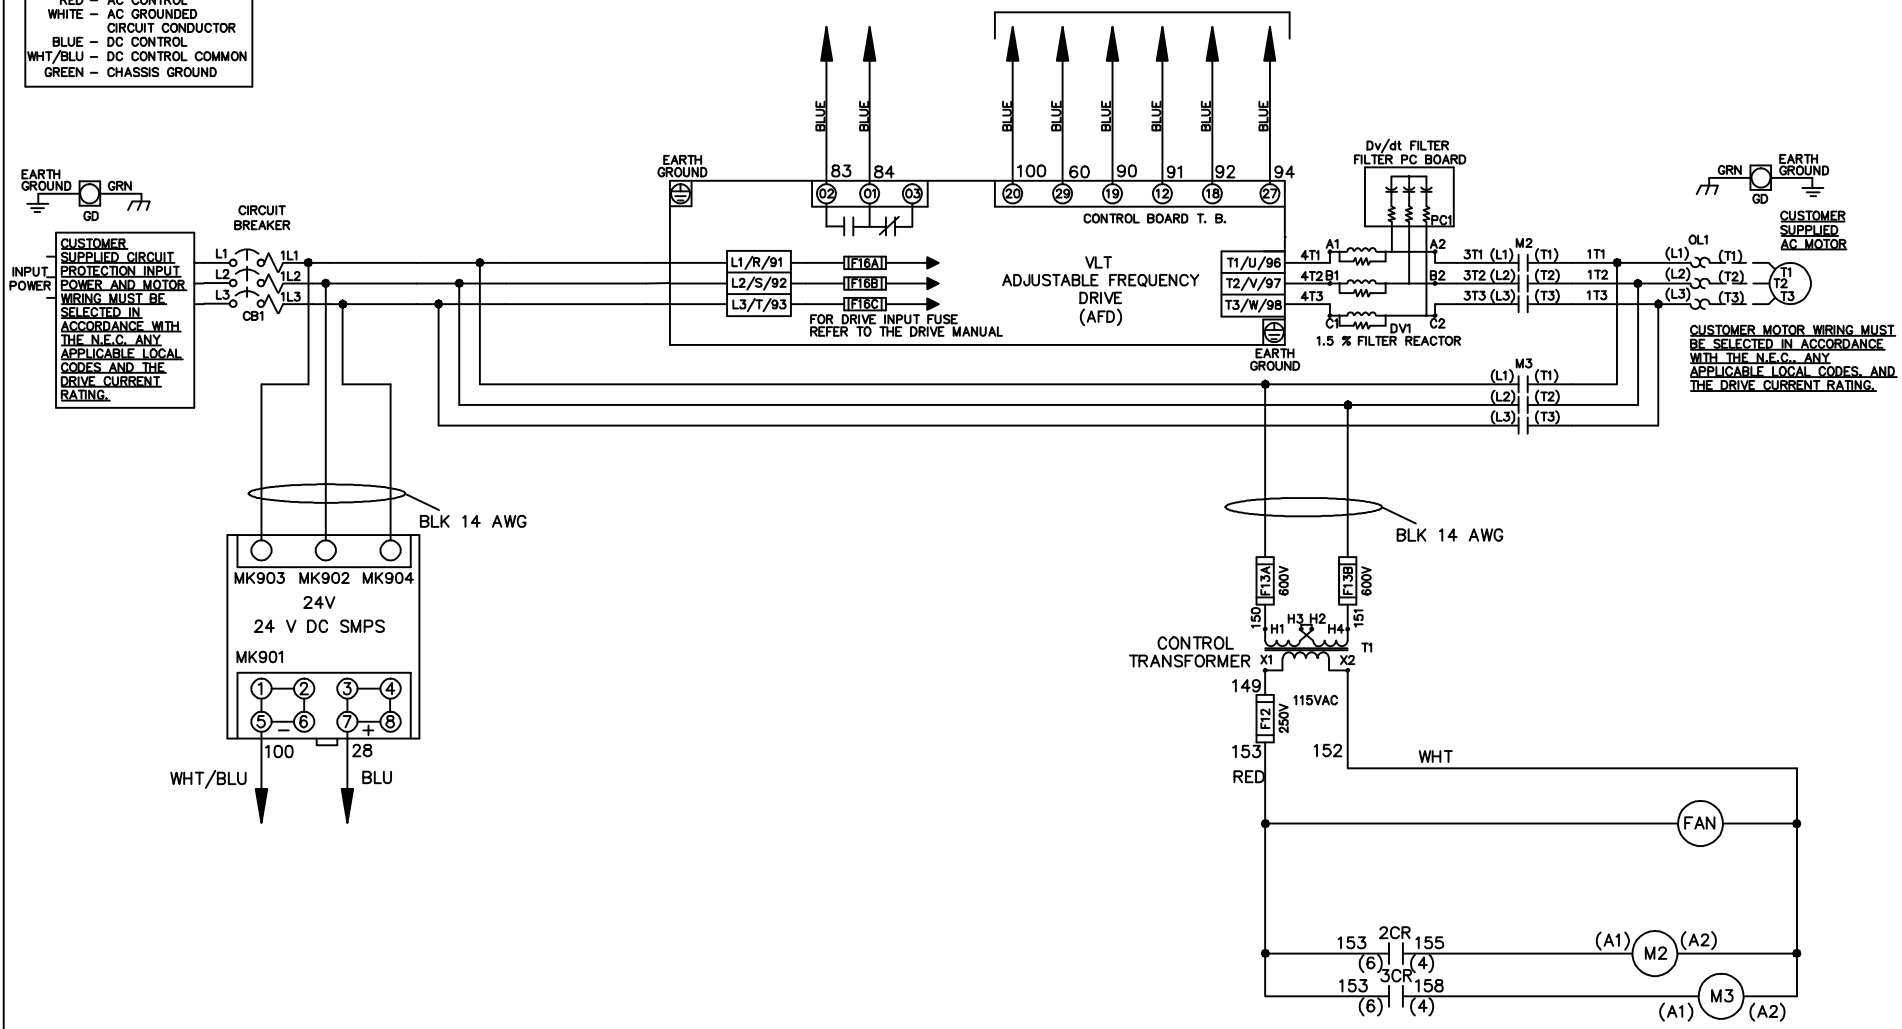 RED – AC CONTROL
WHITE – AC GROUNDED
CIRCUIT CONDUCTOR
BLUE – DC CONTROL
WHT/BLU – DC CONTROL COMMON
GREEN – CHASSIS GROUND
BLUE
BLUE
BLUE
BLUE
BLUE
BLUE
BLUE
BLUE
EARTH
GROUND
83
84
100
60
90
91
92
94
02
01
03
20
29
19
12
18
27
CONTROL BOARD T. B.
Dv/dt FILTER
FILTER PC BOARD
PC1
EARTH
GROUND
GRN
GD
GRN
EARTH
GROUND
GD
CUSTOMER
SUPPLIED
AC MOTOR
CIRCUIT
BREAKER
INPUT
POWER
CUSTOMER
SUPPLIED CIRCUIT
PROTECTION INPUT
POWER AND MOTOR
WIRING MUST BE
SELECTED IN
ACCORDANCE WITH
THE N.E.C. ANY
APPLICABLE LOCAL
CODES AND THE
DRIVE CURRENT
RATING.
L1
1L1
L2
1L2
L3
1L3
CB1
L1/R/91
F16A
L2/S/92
F16B
L3/T/93
F16C
FOR DRIVE INPUT FUSE
REFER TO THE DRIVE MANUAL
VLT
ADJUSTABLE FREQUENCY
DRIVE
(AFD)
T1/U/96
T2/V/97
T3/W/98
EARTH
GROUND
4T1
A1
A2
4T2
B1
B2
4T3
C1
C2
DV1
1.5 % FILTER REACTOR
M2
3T1 (L1) (T1) 1T1
3T2 (L2) (T2) 1T2
3T3 (L3) (T3) 1T3
OL1
(L1) (T1)
(L2) (T2)
(L3) (T3)
T1
T2
T3
CUSTOMER MOTOR WIRING MUST
BE SELECTED IN ACCORDANCE
WITH THE N.E.C., ANY
APPLICABLE LOCAL CODES, AND
THE DRIVE CURRENT RATING.
M3
(L1) (T1)
(L2) (T2)
(L3) (T3)
BLK 14 AWG
BLK 14 AWG
MK903 MK902 MK904
24V
24 V DC SMPS
MK901
1 2 3 4
5 6 7 8
– +
100
28
WHT/BLU
BLU
F13A
600V
F13B
600V
150
151
H1 H3 H2 H4
T1
CONTROL
TRANSFORMER
X1
X2
149
115VAC
F12
250V
153
152
RED
WHT
FAN
2CR
153 155
(6) (4)
(A1) M2 (A2)
3CR
153 158
(6) (4)
(A1) M3 (A2)